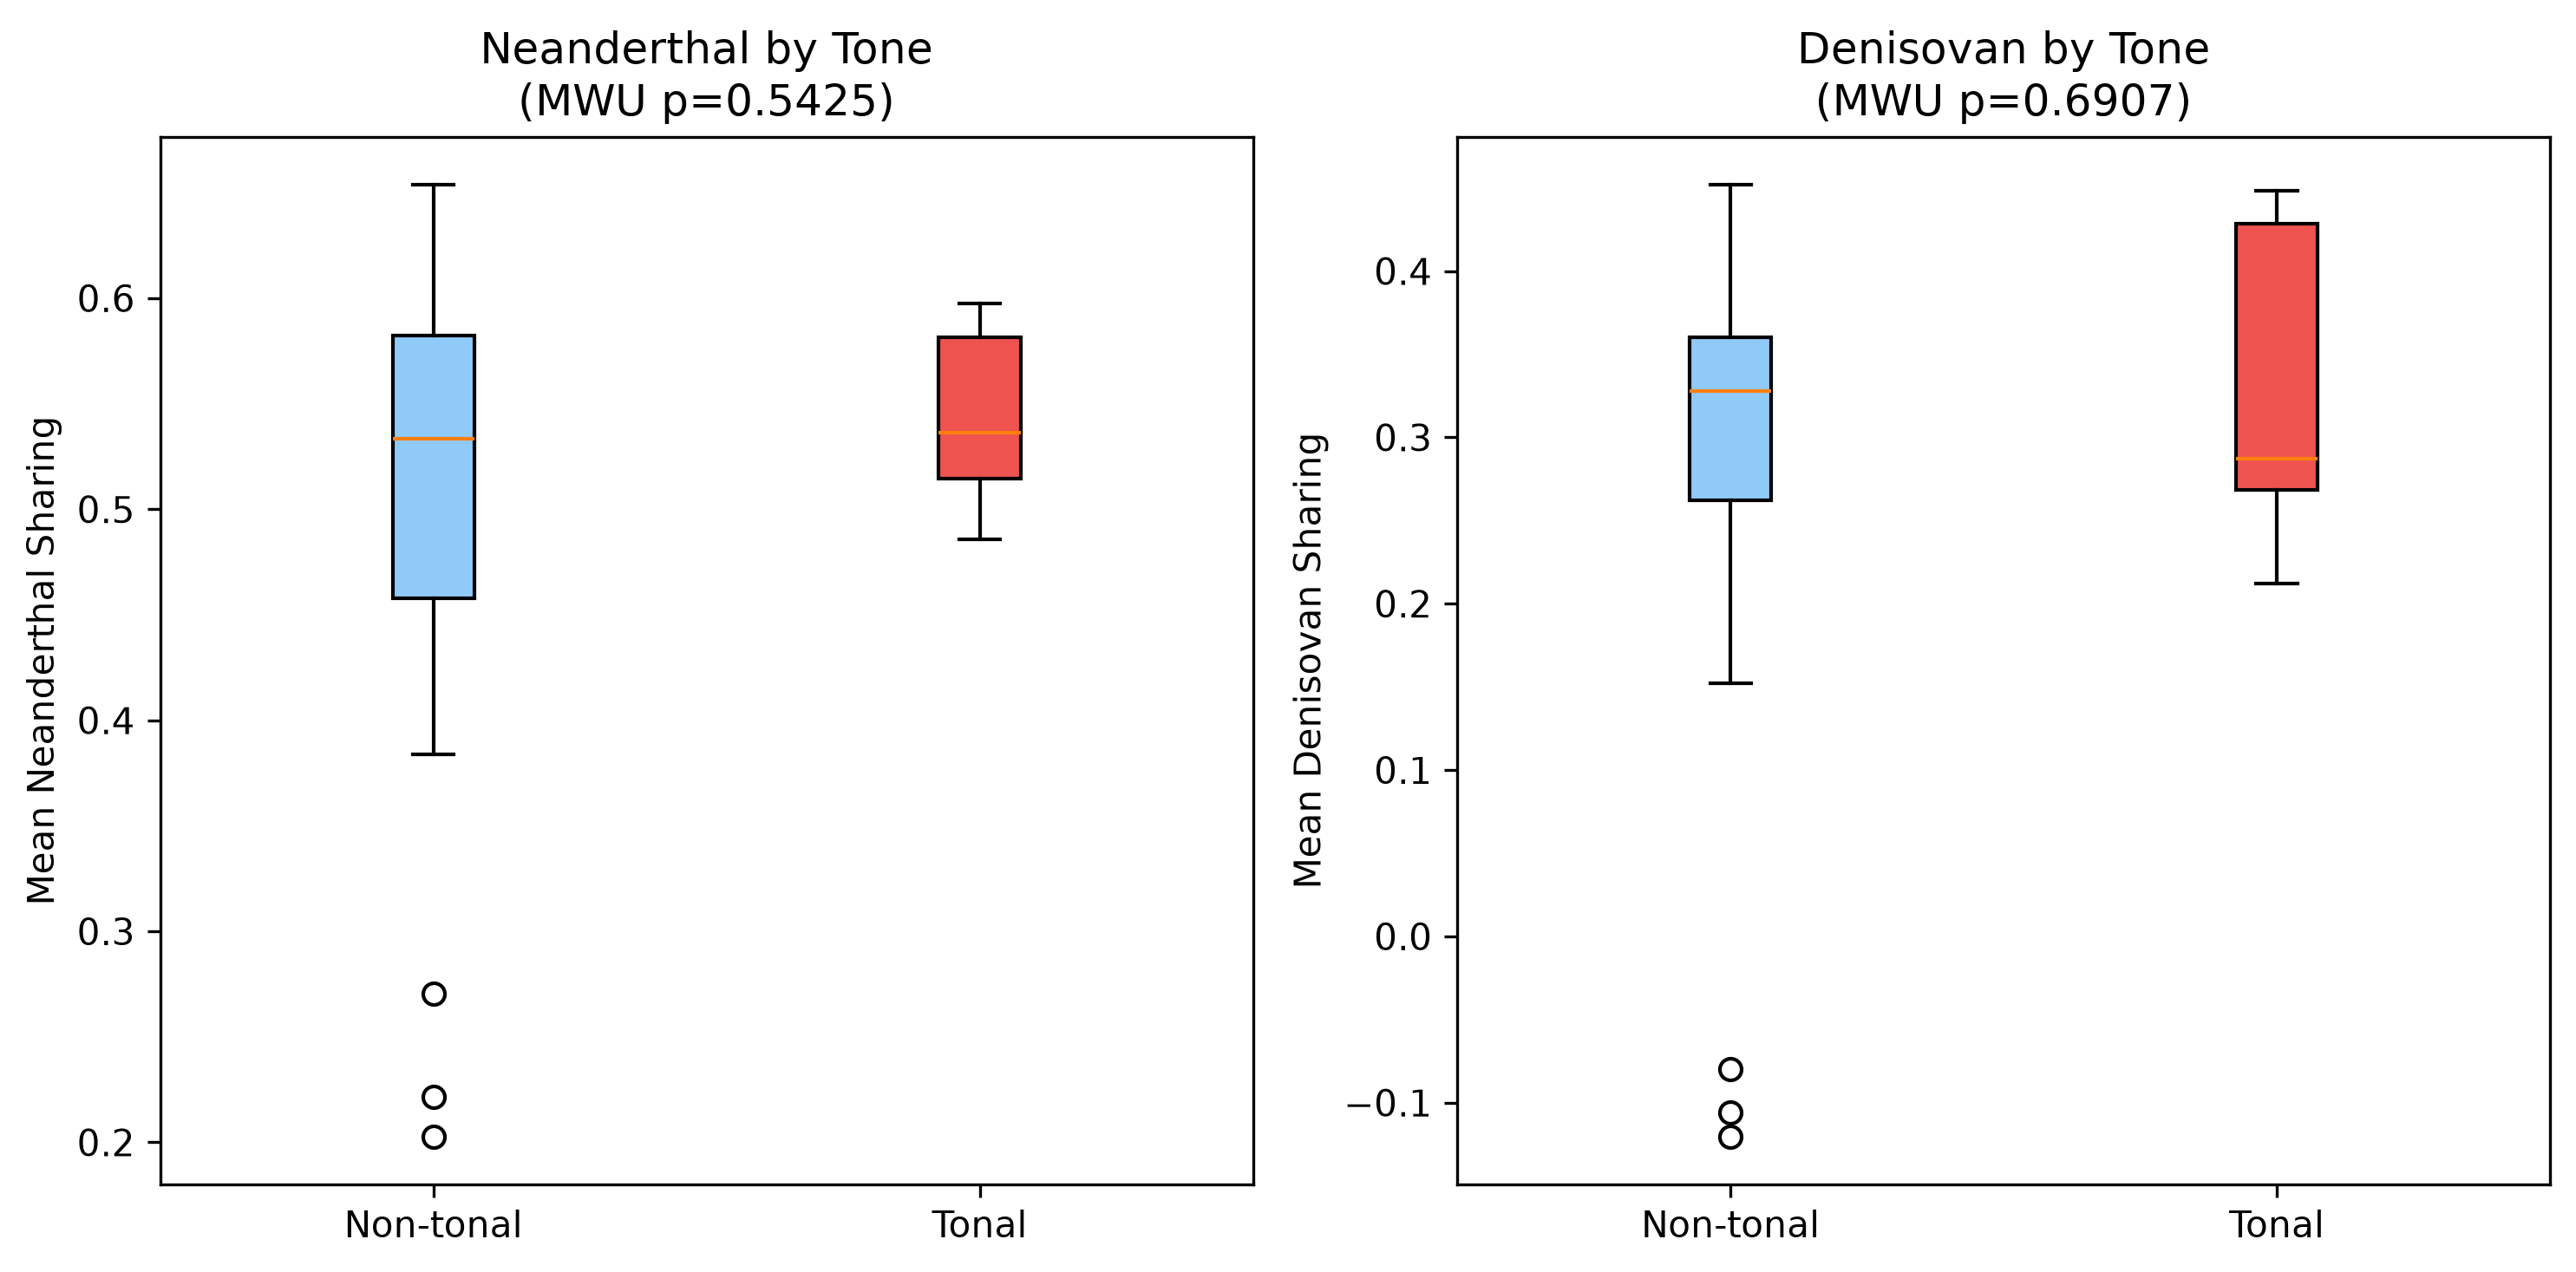 Neanderthal by Tone
(MWU p=0.5425)
Mean Neanderthal Sharing
0.6
0.5
0.4
0.3
0.2
Non-tonal
Tonal
Denisovan by Tone
(MWU p=0.6907)
Mean Denisovan Sharing
0.4
0.3
0.2
0.1
0.0
−0.1
Non-tonal
Tonal